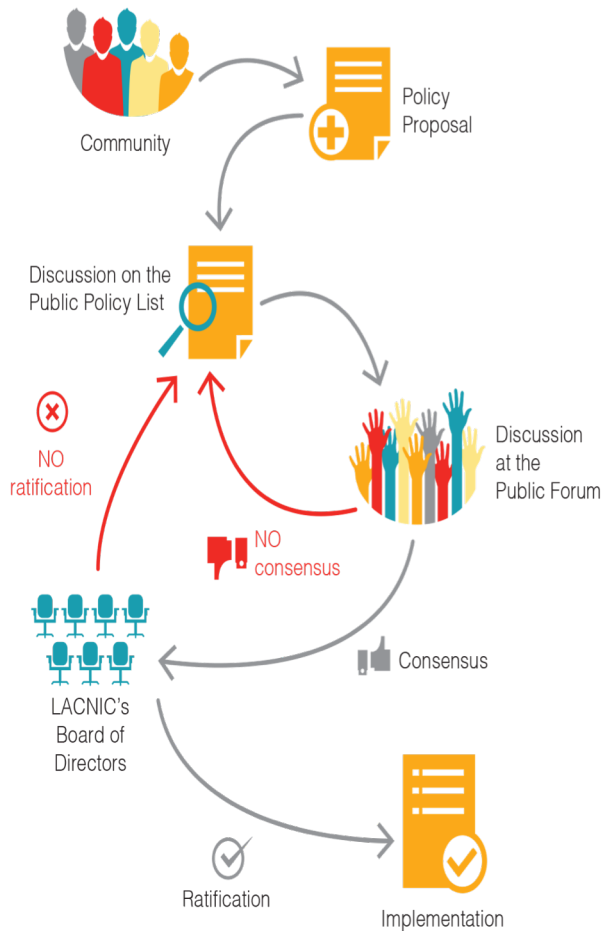 Community
Policy
Proposal
Discussion on the
Public Policy List
Discussion
at the
Public Forum
NO
ratification
NO
consensus
Consensus
LACNIC's
Board of
Directors
Ratification
Implementation